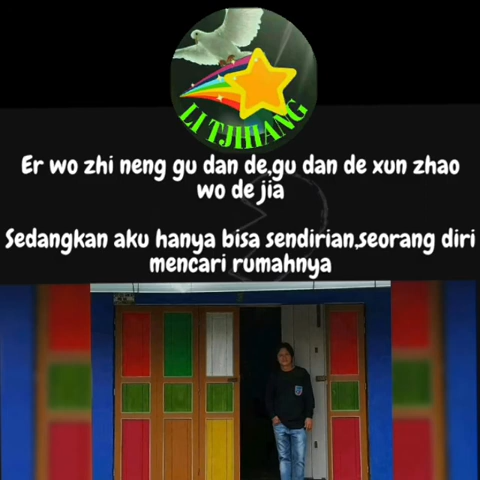 LI TJHIANG
Er wo zhi neng gu dan de,gu dan de xun zhao
wo de jia
Sedangkan aku hanya bisa sendirian,seorang diri
mencari rumahnya